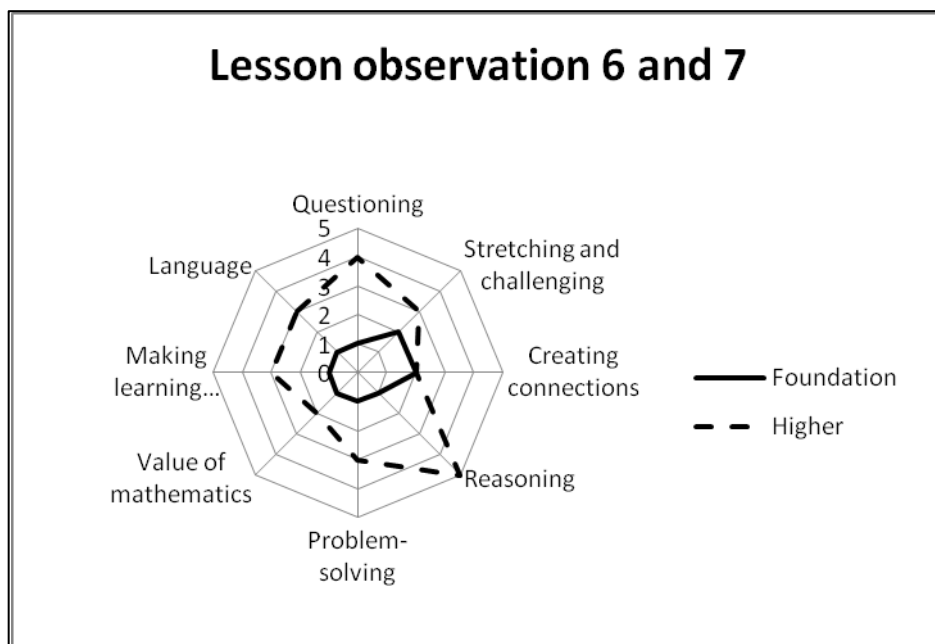 Lesson observation 6 and 7
Questioning
Stretching and
challenging
Creating
connections
Reasoning
Problem-
solving
Value of
mathematics
Making
learning...
Language
5
4
3
2
1
0
Foundation
Higher